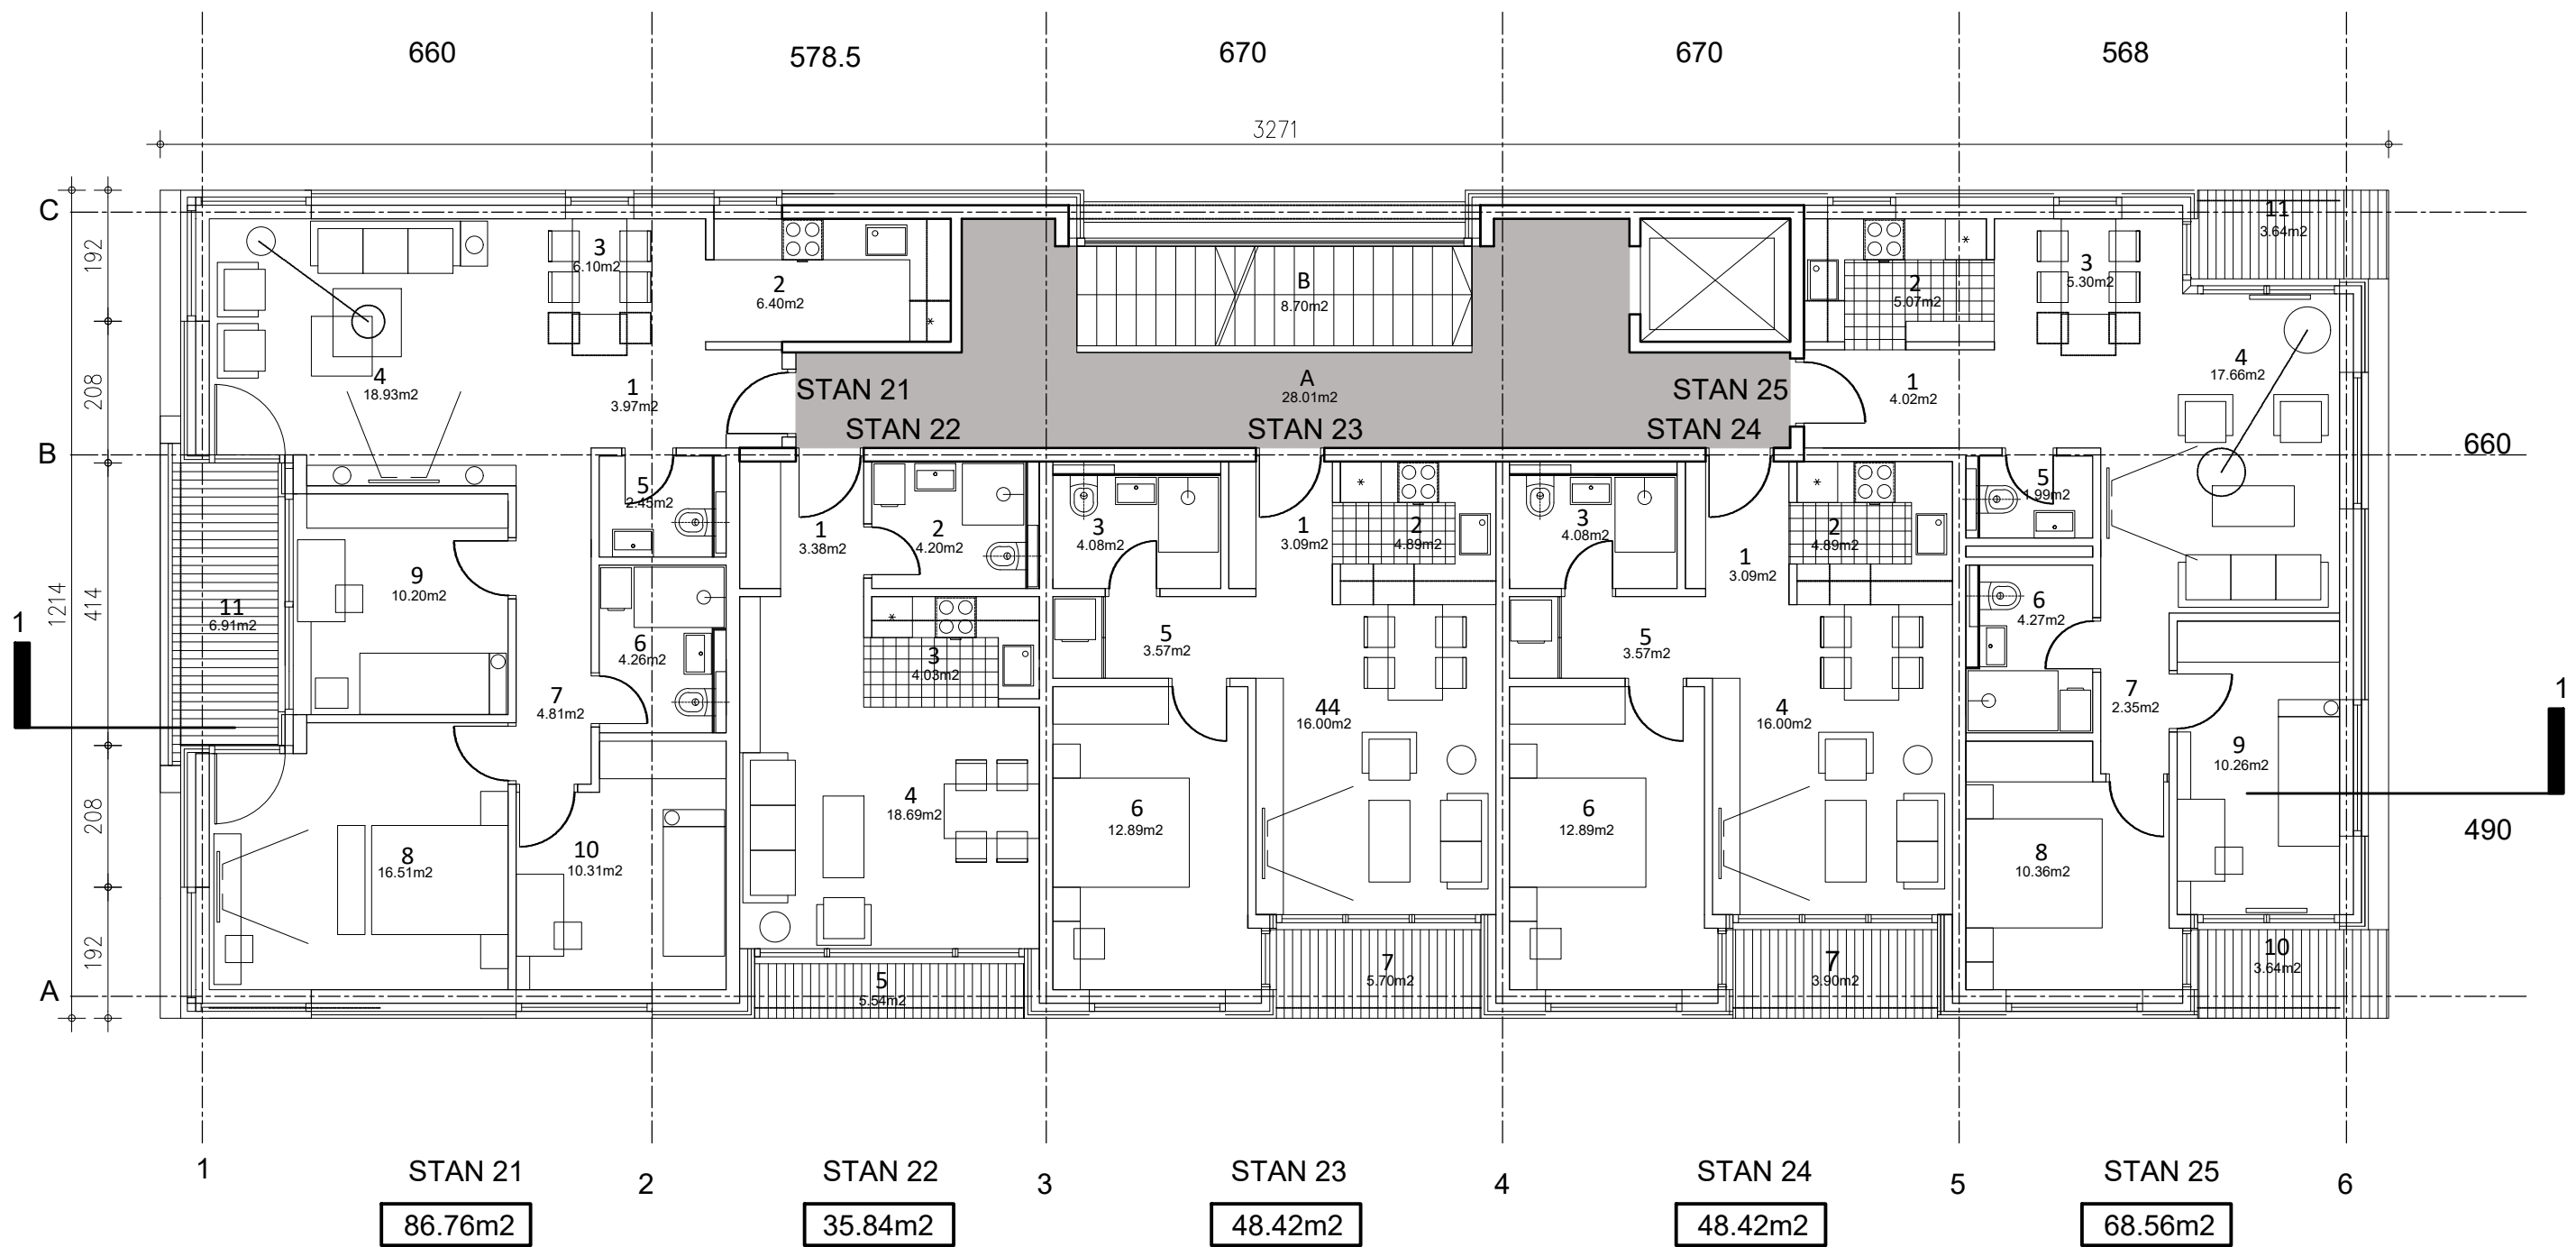 660
578.5
670
670
568
3271
C
B
A
192
208
414
208
192
1214
660
490
1
1
3
6.10m2
4
18.93m2
1
3.97m2
2
6.40m2
*
5
2.45m2
6
4.26m2
7
4.81m2
8
16.51m2
9
10.20m2
10
10.31m2
11
6.91m2
B
8.70m2
A
28.01m2
STAN 21
STAN 22
STAN 23
STAN 25
STAN 24
1
3.38m2
2
4.20m2
*
3
4.03m2
4
18.69m2
5
5.54m2
3
4.08m2
1
3.09m2
*
2
4.89m2
5
3.57m2
44
16.00m2
6
12.89m2
7
5.70m2
3
4.08m2
1
3.09m2
*
2
4.89m2
5
3.57m2
4
16.00m2
6
12.89m2
7
3.90m2
*
2
5.07m2
3
5.30m2
11
3.64m2
4
17.66m2
1
4.02m2
5
1.99m2
6
4.27m2
7
2.35m2
9
10.26m2
8
10.36m2
10
3.64m2
1
2
3
4
5
6
STAN 21
STAN 22
STAN 23
STAN 24
STAN 25
86.76m2
35.84m2
48.42m2
48.42m2
68.56m2